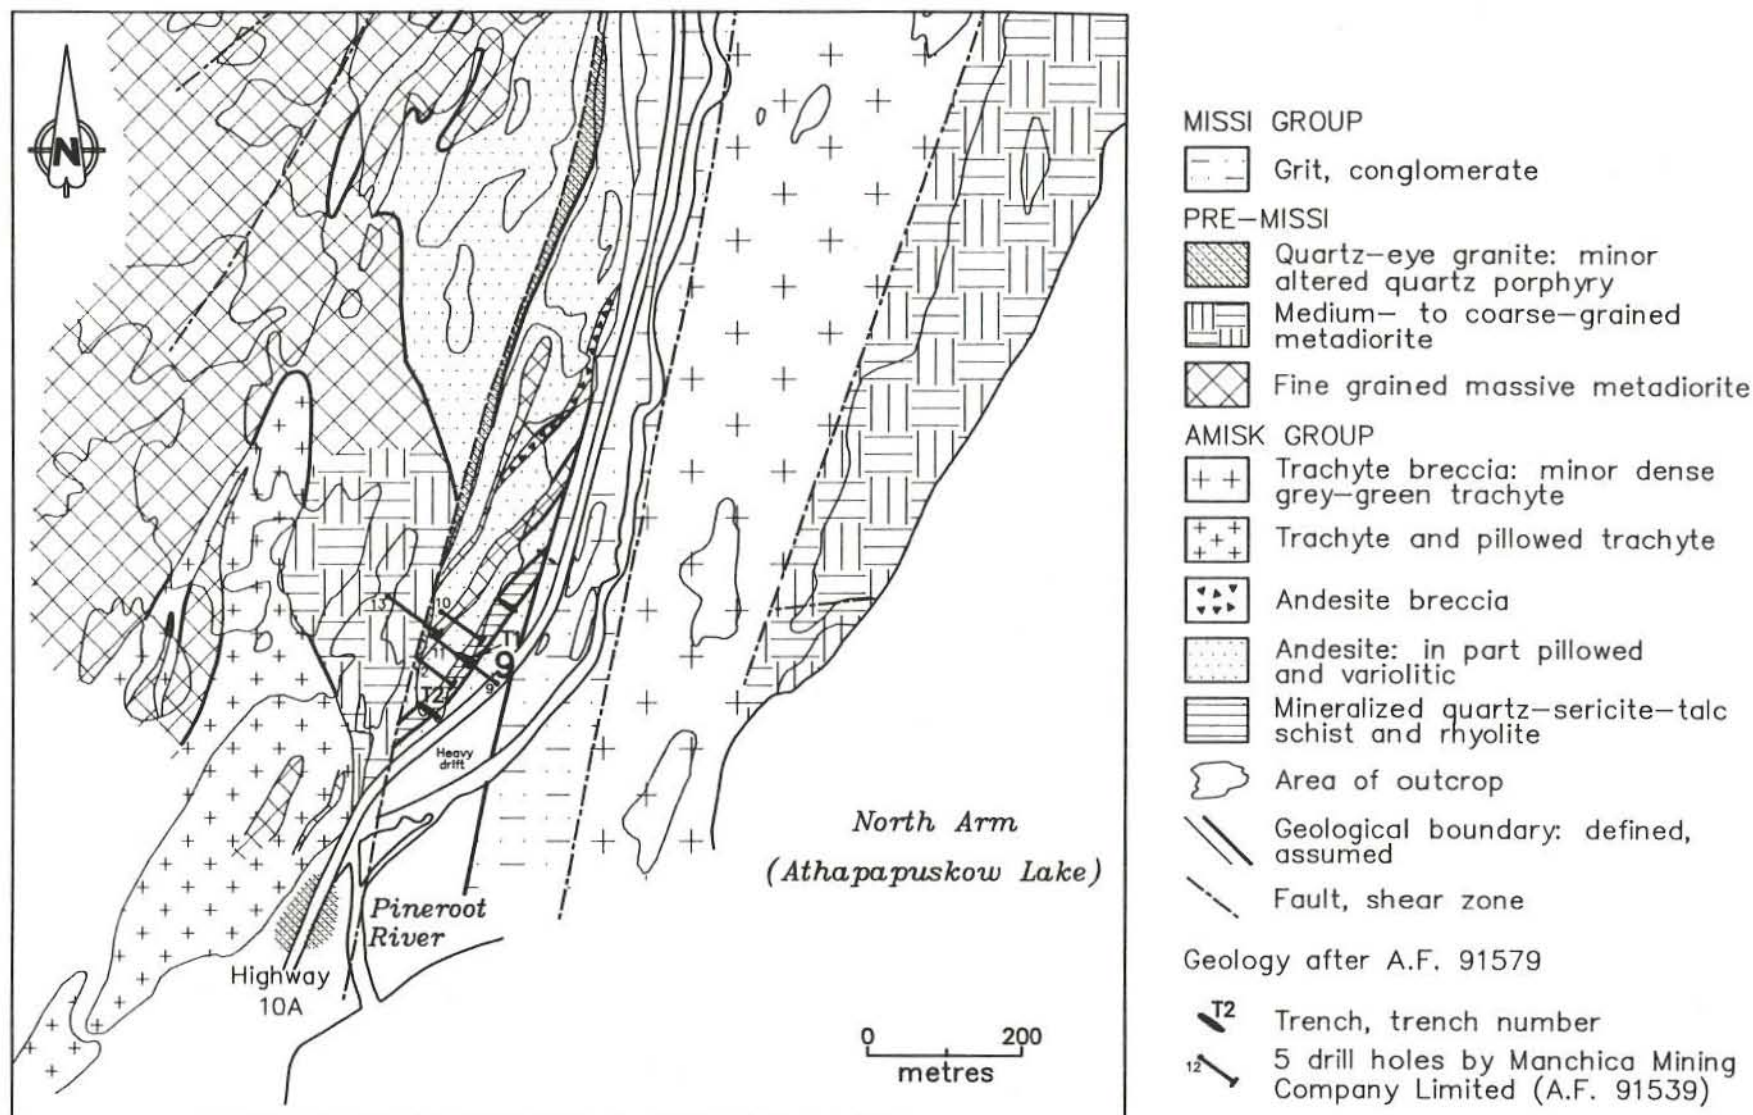 N
13
10
11
T1
9
9
2
T2
Heavy
drift
North Arm
(Athapapuskow Lake)
Pineroot
River
Highway
10A
0 200
metres
MISSI GROUP
Grit, conglomerate
PRE-MISSI
Quartz-eye granite: minor
altered quartz porphyry
Medium- to coarse-grained
metadiorite
Fine grained massive metadiorite
AMISK GROUP
Trachyte breccia: minor dense
grey-green trachyte
Trachyte and pillowed trachyte
Andesite breccia
Andesite: in part pillowed
and variolitic
Mineralized quartz-sericite-talc
schist and rhyolite
Area of outcrop
Geological boundary: defined,
assumed
Fault, shear zone
Geology after A.F. 91579
T2
Trench, trench number
12
5 drill holes by Manchica Mining
Company Limited (A.F. 91539)